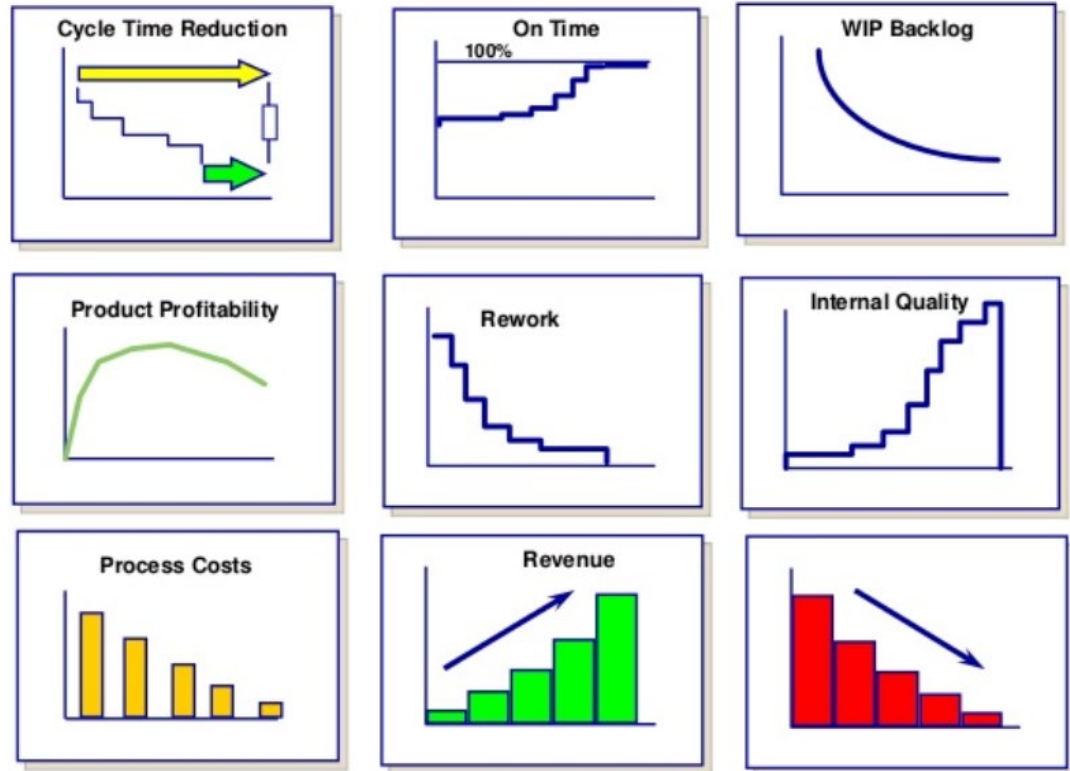 Cycle Time Reduction
On Time
100%
WIP Backlog
Product Profitability
Rework
Internal Quality
Process Costs
Revenue